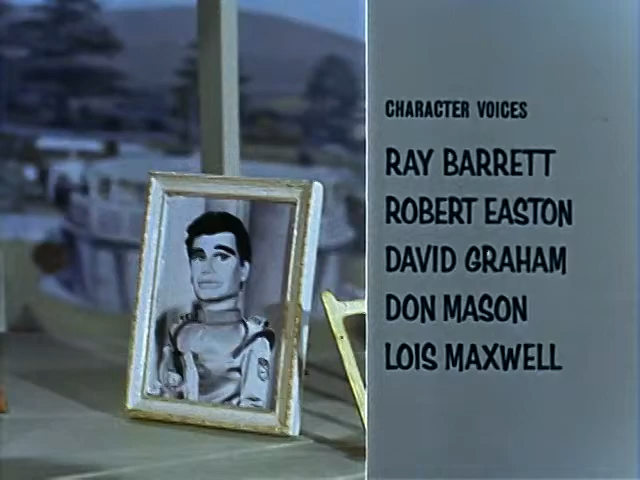 CHARACTER VOICES
RAY BARRETT
ROBERT EASTON
DAVID GRAHAM
DON MASON
LOIS MAXWELL